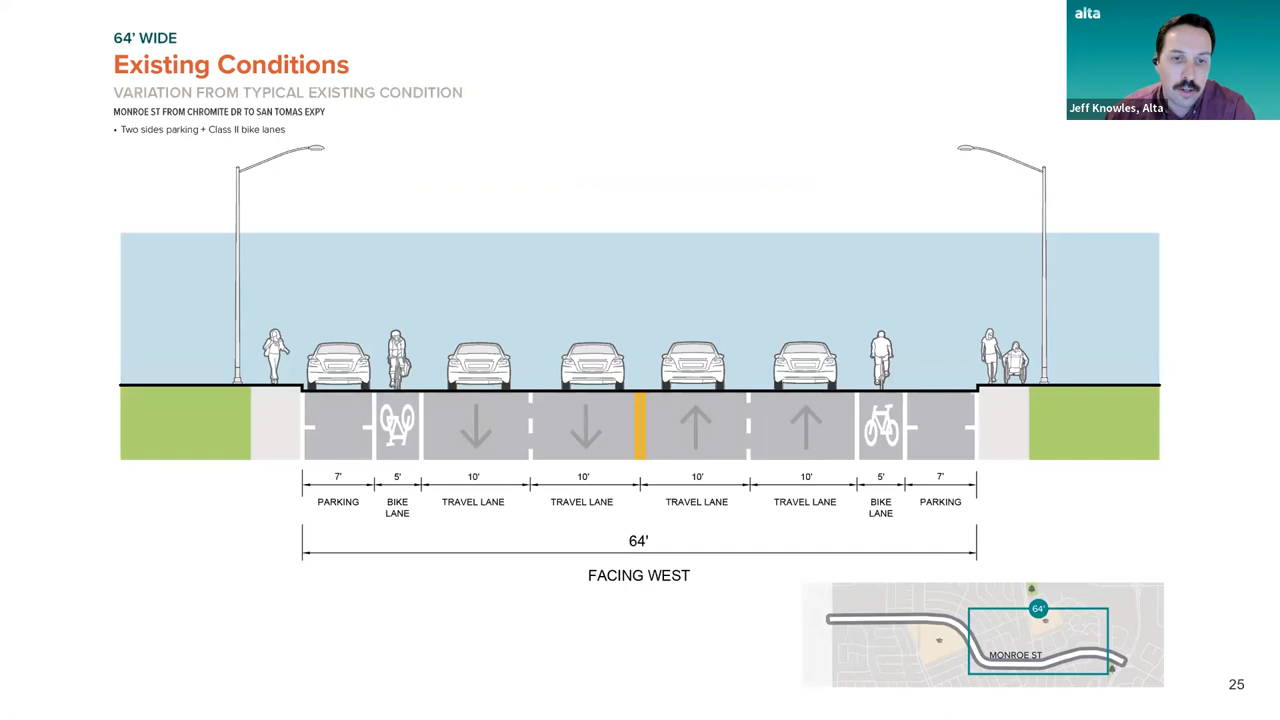 64' WIDE
Existing Conditions
VARIATION FROM TYPICAL EXISTING CONDITION
MONROE ST FROM CHROMITE DR TO SAN TOMAS EXPY
• Two sides parking + Class II bike lanes
alta
Jeff Knowles, Alta
7' 5' 10' 10' 10' 10' 5' 7'
PARKING BIKE LANE TRAVEL LANE TRAVEL LANE TRAVEL LANE TRAVEL LANE BIKE LANE PARKING
64'
FACING WEST
64'
MONROE ST
25